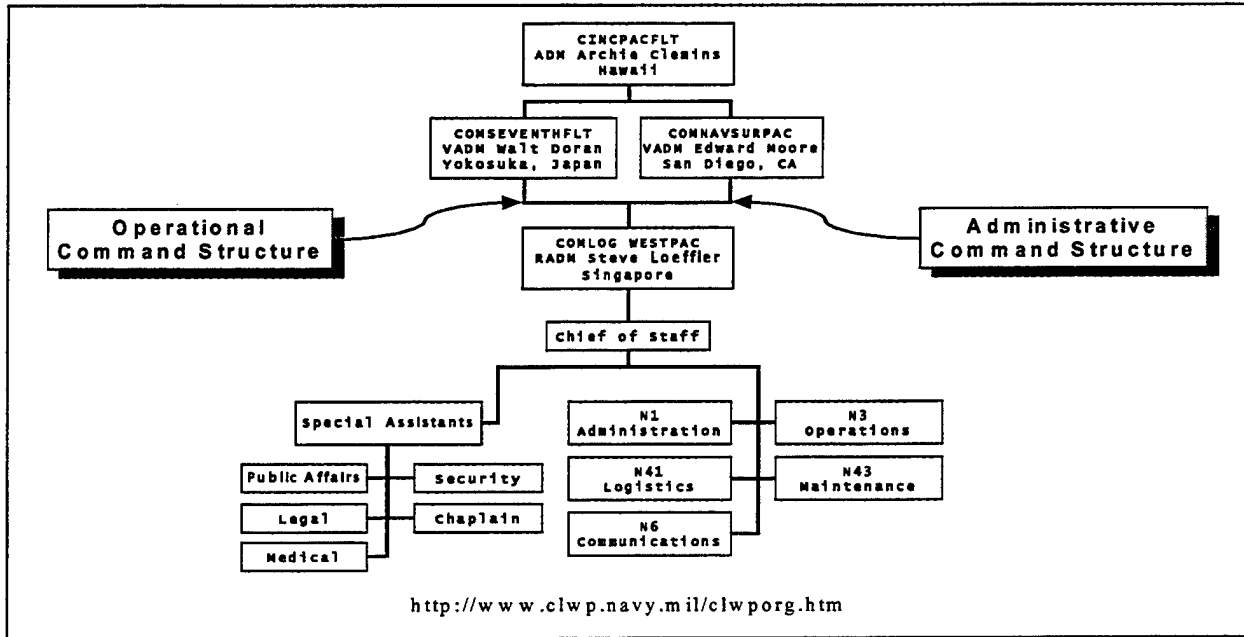 CINCPACFLT
ADM Archie Clemins
Hawaii
COMSEVENTHFLT
VADM Walt Doran
Yokosuka, Japan
COMNAVSURPAC
VADM Edward Moore
San Diego, CA
Operational
Command Structure
Administrative
Command Structure
COMLOG WESTPAC
RADM Steve Loeffler
Singapore
Chief of Staff
Special Assistants
N1
Administration
N3
Operations
Public Affairs
Security
N41
Logistics
N43
Maintenance
Legal
Chaplain
N6
Communications
Medical
http://www.clwp.navy.mil/clwporg.htm